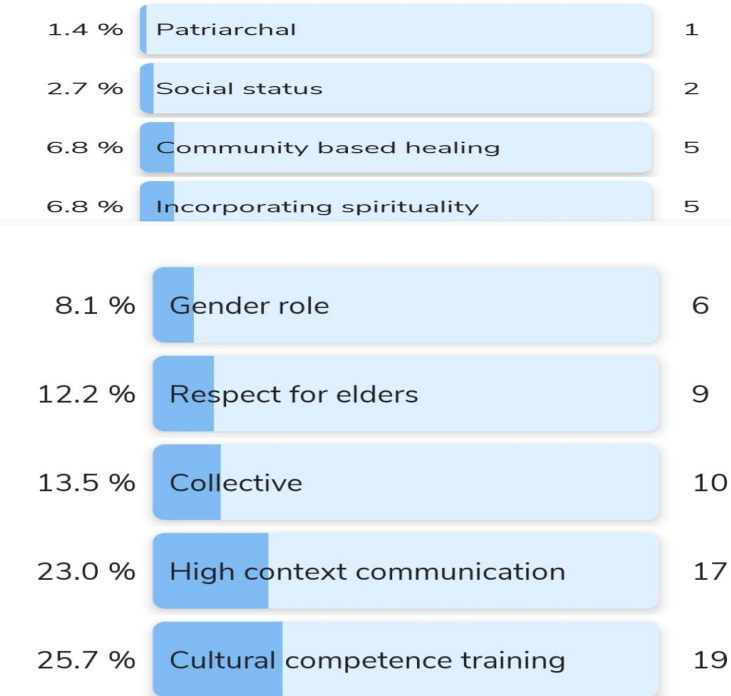 1.4 % Patriarchal 1
2.7 % Social status 2
6.8 % Community based healing 5
6.8 % Incorporating spirituality 5
8.1 % Gender role 6
12.2 % Respect for elders 9
13.5 % Collective 10
23.0 % High context communication 17
25.7 % Cultural competence training 19